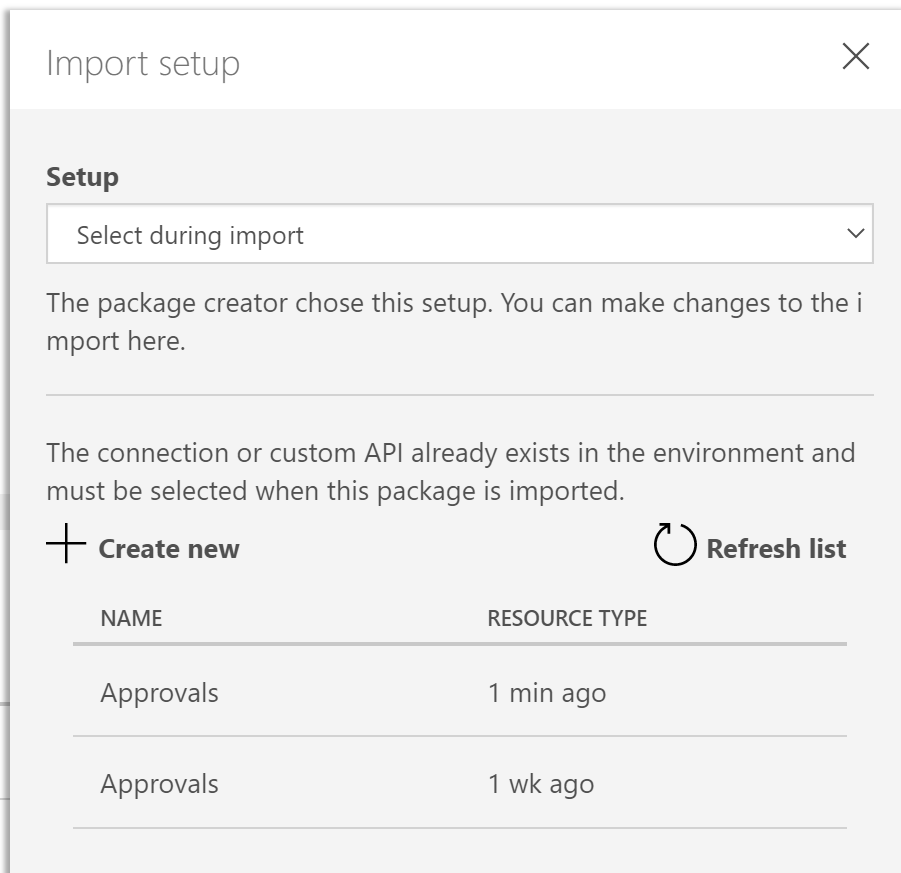 Import setup
Setup
Select during import
The package creator chose this setup. You can make changes to the i
mport here.
The connection or custom API already exists in the environment and
must be selected when this package is imported.
Create new Refresh list
NAME RESOURCE TYPE
Approvals 1 min ago
Approvals 1 wk ago